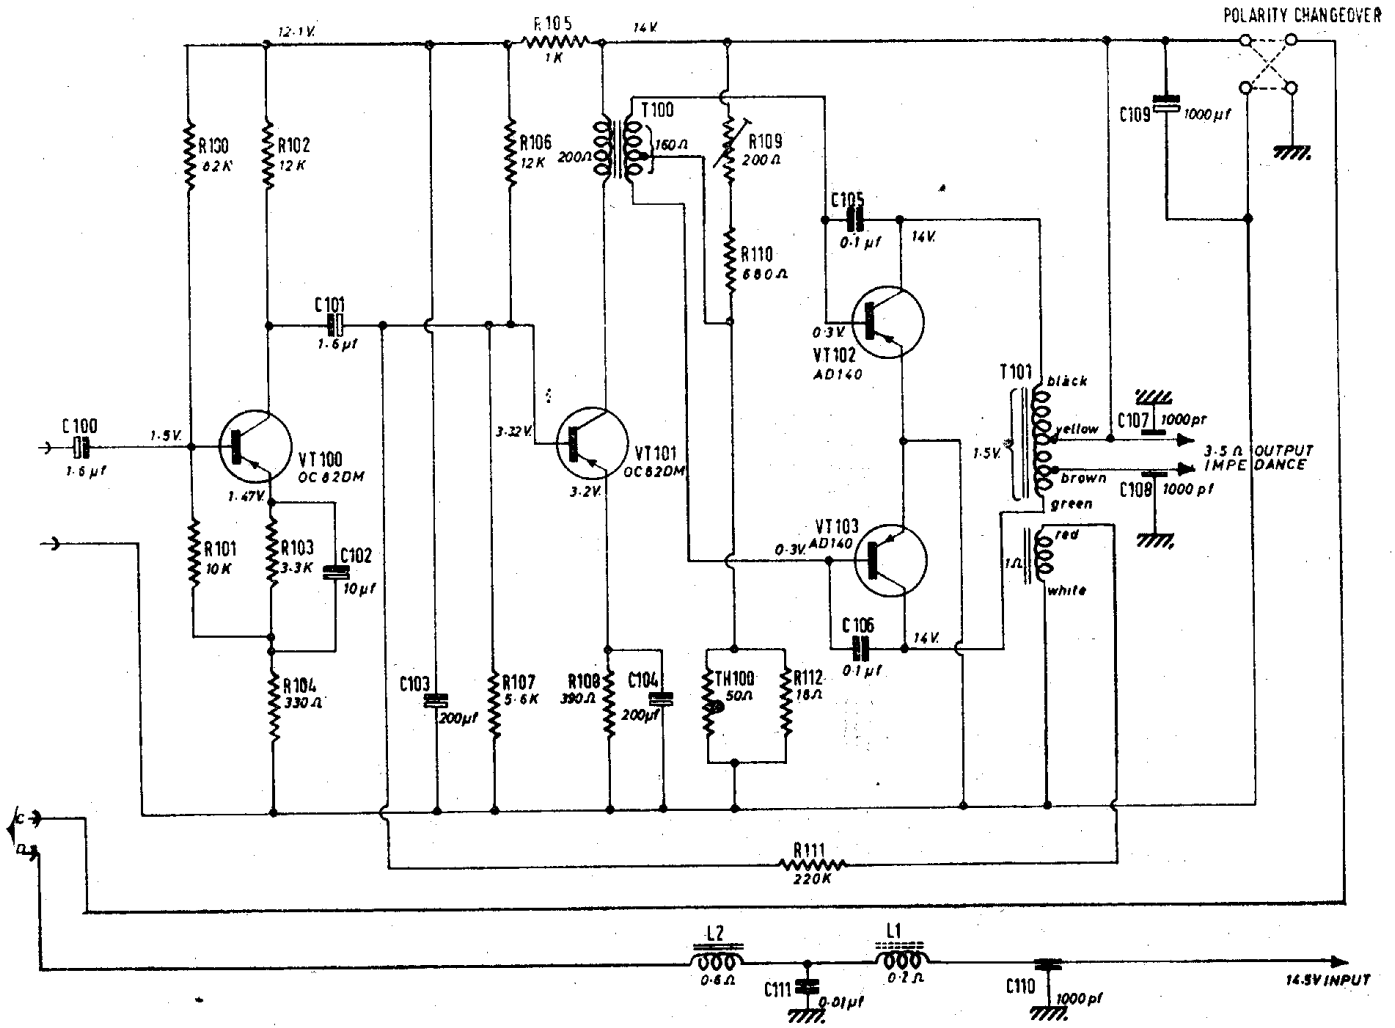 POLARITY CHANGEOVER
12·1V.
R105
1K
14V.
R100
82K
R102
12K
R106
12K
T100
200Ω
160Ω
R109
200Ω
C109
1000µf
C105
0·1µf
14V.
R110
680Ω
C101
1·6µf
0·3V.
VT102
AD140
T101
black
yellow
1·5V.
brown
green
C107
1000pf
3·5Ω OUTPUT
IMPEDANCE
C108
1000pf
C100
1·6µf
1·5V.
VT100
OC82DM
1·47V.
3·32V.
VT101
OC82DM
3·2V.
R101
10K
R103
3·3K
C102
10µf
VT103
AD140
0·3V.
red
1Ω
white
C106
0·1µf
14V.
R104
330Ω
C103
200µf
R107
5·6K
R108
390Ω
C104
200µf
TH100
50Ω
R112
18Ω
C
D
R111
220K
L2
0·6Ω
L1
0·2Ω
C111
0·01µf
C110
1000pf
14·5V INPUT